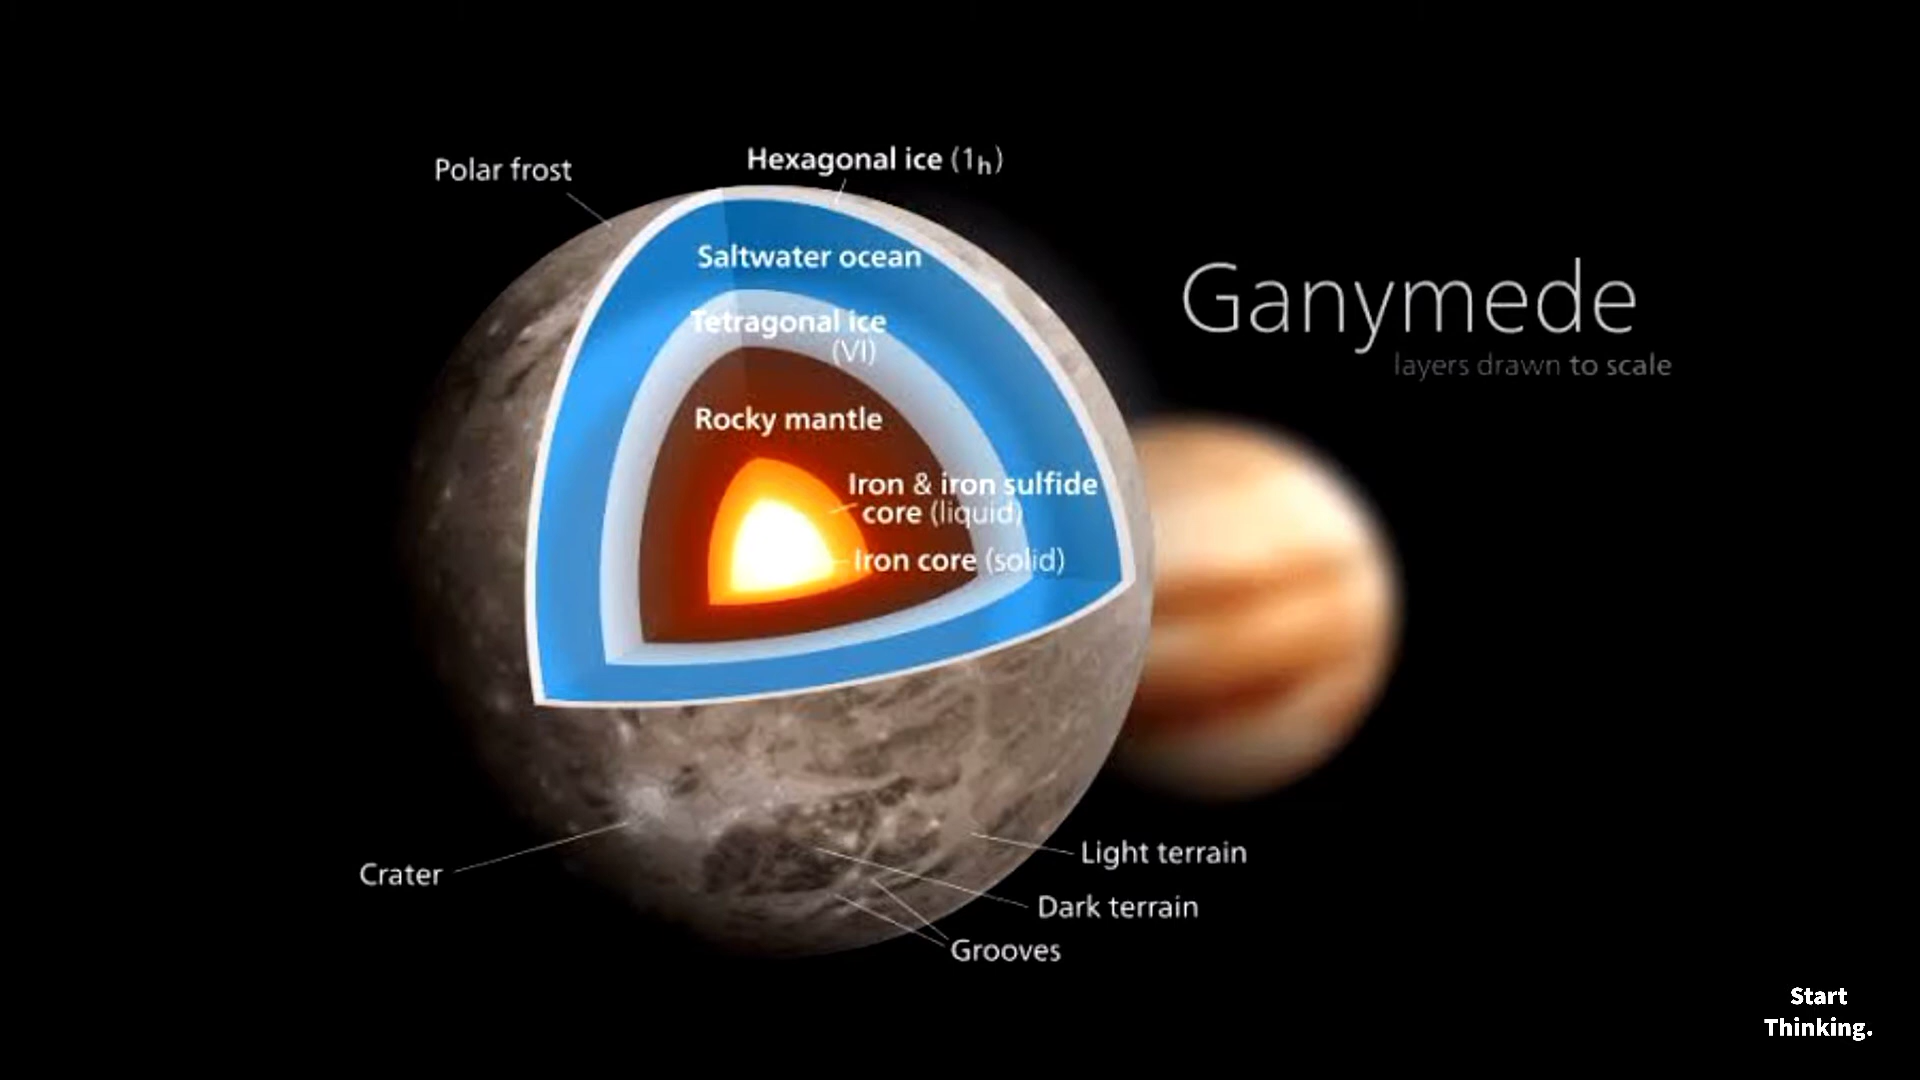 Polar frost
Hexagonal ice (1h)
Saltwater ocean
Tetragonal ice
(VI)
Rocky mantle
Iron & iron sulfide
core (liquid)
Iron core (solid)
Ganymede
layers drawn to scale
Crater
Light terrain
Dark terrain
Grooves
Start
Thinking.